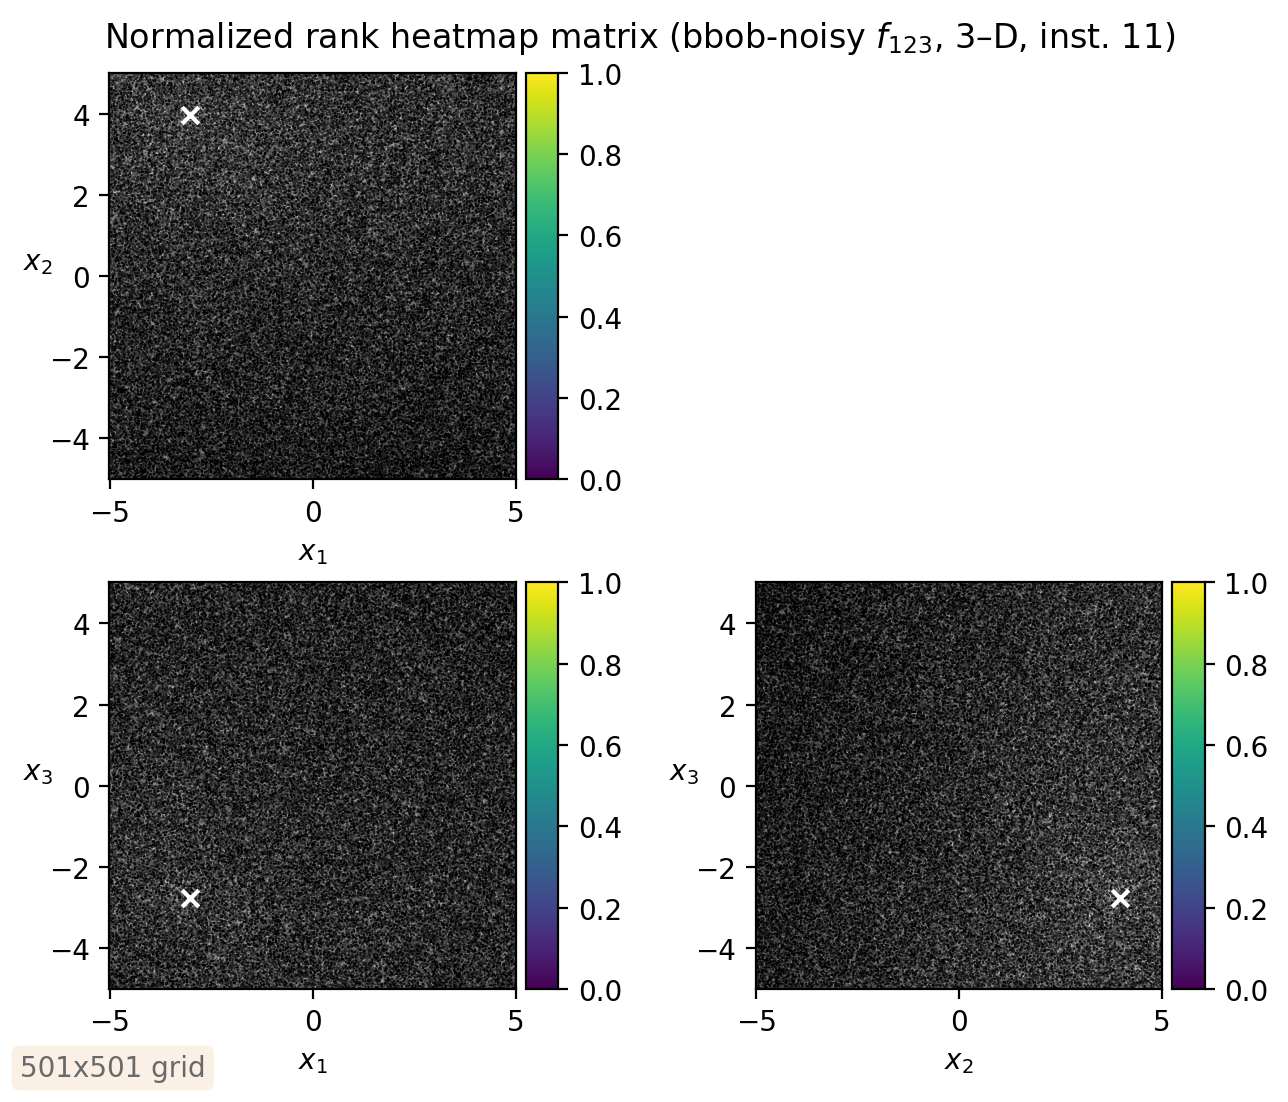 Normalized rank heatmap matrix (bbob-noisy f₁₂₃, 3–D, inst. 11)
1.0
4
0.8
2
0.6
x₂
0
0.4
−2
0.2
−4
0.0
−5 0 5
x₁
1.0 1.0
4 4
0.8 0.8
2 2
0.6 0.6
x₃ x₃
0 0
0.4 0.4
−2 −2
0.2 0.2
−4 −4
0.0 0.0
−5 0 5 −5 0 5
x₁ x₂
501x501 grid